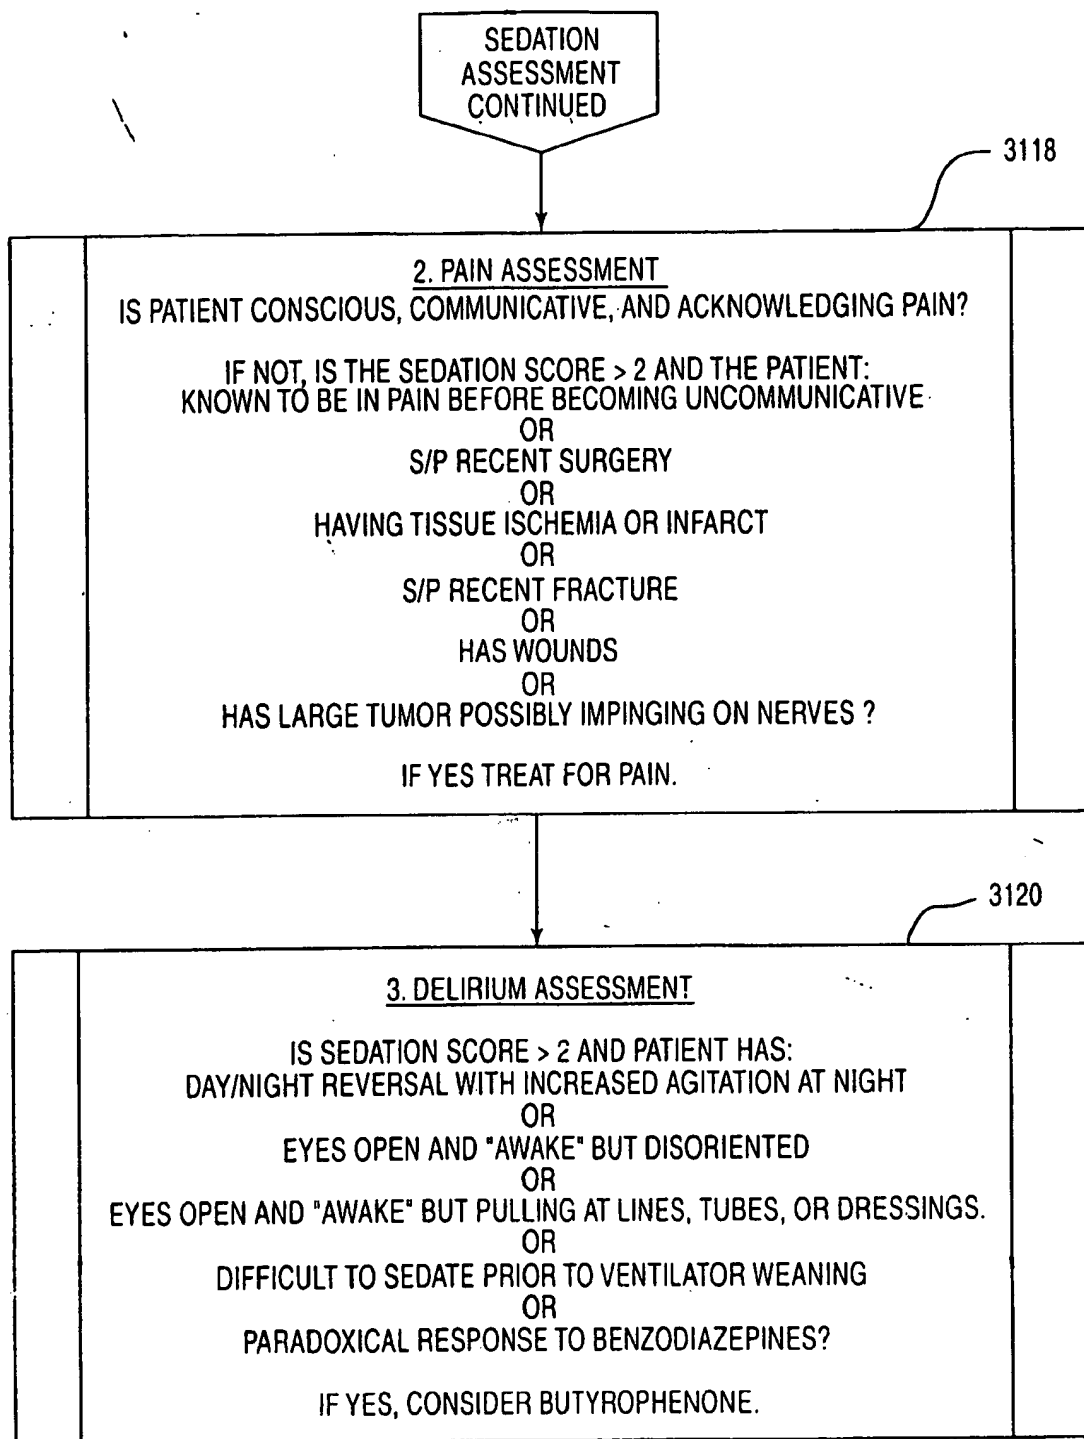 SEDATION
ASSESSMENT
CONTINUED
3118
2. PAIN ASSESSMENT
IS PATIENT CONSCIOUS, COMMUNICATIVE, AND ACKNOWLEDGING PAIN?
IF NOT, IS THE SEDATION SCORE > 2 AND THE PATIENT:
KNOWN TO BE IN PAIN BEFORE BECOMING UNCOMMUNICATIVE
OR
S/P RECENT SURGERY
OR
HAVING TISSUE ISCHEMIA OR INFARCT
OR
S/P RECENT FRACTURE
OR
HAS WOUNDS
OR
HAS LARGE TUMOR POSSIBLY IMPINGING ON NERVES ?
IF YES TREAT FOR PAIN.
3120
3. DELIRIUM ASSESSMENT
IS SEDATION SCORE > 2 AND PATIENT HAS:
DAY/NIGHT REVERSAL WITH INCREASED AGITATION AT NIGHT
OR
EYES OPEN AND "AWAKE" BUT DISORIENTED
OR
EYES OPEN AND "AWAKE" BUT PULLING AT LINES, TUBES, OR DRESSINGS.
OR
DIFFICULT TO SEDATE PRIOR TO VENTILATOR WEANING
OR
PARADOXICAL RESPONSE TO BENZODIAZEPINES?
IF YES, CONSIDER BUTYROPHENONE.